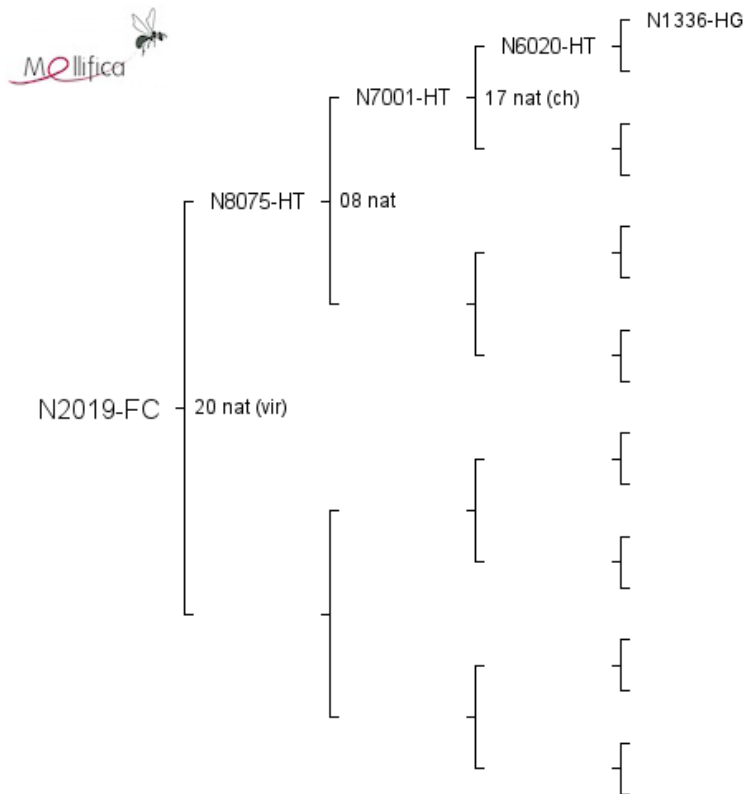 Mellifica
N1336-HG
N6020-HT
N7001-HT
17 nat (ch)
N8075-HT
08 nat
N2019-FC
20 nat (vir)